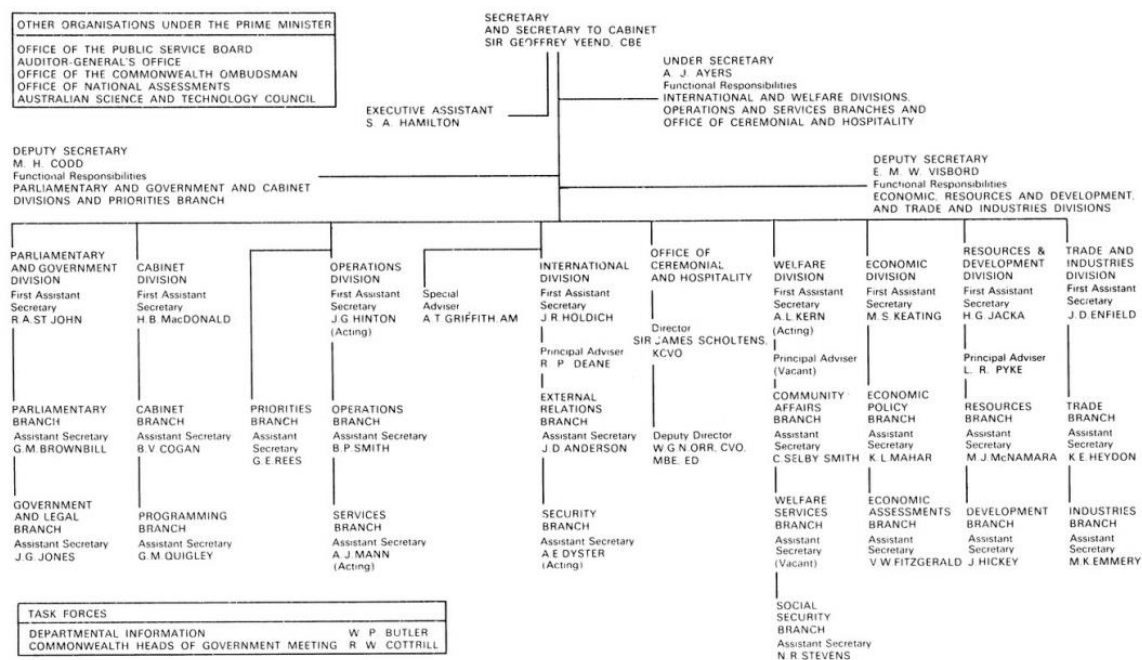 OTHER ORGANISATIONS UNDER THE PRIME MINISTER
OFFICE OF THE PUBLIC SERVICE BOARD
AUDITOR-GENERAL'S OFFICE
OFFICE OF THE COMMONWEALTH OMBUDSMAN
OFFICE OF NATIONAL ASSESSMENTS
AUSTRALIAN SCIENCE AND TECHNOLOGY COUNCIL
SECRETARY
AND SECRETARY TO CABINET
SIR GEOFFREY YEEND, CBE
UNDER SECRETARY
A. J. AYERS
Functional Responsibilities
INTERNATIONAL AND WELFARE DIVISIONS,
OPERATIONS AND SERVICES BRANCHES AND
OFFICE OF CEREMONIAL AND HOSPITALITY
EXECUTIVE ASSISTANT
S. A. HAMILTON
DEPUTY SECRETARY
M. H. CODD
Functional Responsibilities
PARLIAMENTARY AND GOVERNMENT AND CABINET
DIVISIONS AND PRIORITIES BRANCH
DEPUTY SECRETARY
E. M. W. VISBORD
Functional Responsibilities
ECONOMIC, RESOURCES AND DEVELOPMENT,
AND TRADE AND INDUSTRIES DIVISIONS
PARLIAMENTARY
AND GOVERNMENT
DIVISION
First Assistant
Secretary
R.A.ST JOHN
CABINET
DIVISION
First Assistant
Secretary
H.B.MacDONALD
OPERATIONS
DIVISION
First Assistant
Secretary
J.G.HINTON
(Acting)
Special
Adviser
A.T.GRIFFITH.AM
INTERNATIONAL
DIVISION
First Assistant
Secretary
J.R.HOLDICH
Principal Adviser
R. P. DEANE
OFFICE OF
CEREMONIAL
AND HOSPITALITY
Director
SIR JAMES SCHOLTENS,
KCVO
WELFARE
DIVISION
First Assistant
Secretary
A.L.KERN
(Acting)
Principal Adviser
(Vacant)
ECONOMIC
DIVISION
First Assistant
Secretary
M.S.KEATING
RESOURCES &
DEVELOPMENT
DIVISION
First Assistant
Secretary
H.G.JACKA
Principal Adviser
L. R. PYKE
TRADE AND
INDUSTRIES
DIVISION
First Assistant
Secretary
J.D.ENFIELD
PARLIAMENTARY
BRANCH
Assistant Secretary
G.M.BROWNBILL
CABINET
BRANCH
Assistant Secretary
B.V.COGAN
PRIORITIES
BRANCH
Assistant
Secretary
G.E.REES
OPERATIONS
BRANCH
Assistant Secretary
B.P.SMITH
EXTERNAL
RELATIONS
BRANCH
Assistant Secretary
J.D.ANDERSON
Deputy Director
W.G.N.ORR, CVO,
MBE, ED
COMMUNITY
AFFAIRS
BRANCH
Assistant
Secretary
C.SELBY SMITH
ECONOMIC
POLICY
BRANCH
Assistant
Secretary
K.L.MAHAR
RESOURCES
BRANCH
Assistant
Secretary
M.J.McNAMARA
TRADE
BRANCH
Assistant
Secretary
K.E.HEYDON
GOVERNMENT
AND LEGAL
BRANCH
Assistant Secretary
J.G.JONES
PROGRAMMING
BRANCH
Assistant Secretary
G.M.QUIGLEY
SERVICES
BRANCH
Assistant Secretary
A.J.MANN
(Acting)
SECURITY
BRANCH
Assistant Secretary
A.E.DYSTER
(Acting)
WELFARE
SERVICES
BRANCH
Assistant
Secretary
(Vacant)
ECONOMIC
ASSESSMENTS
BRANCH
Assistant
Secretary
V.W.FITZGERALD
DEVELOPMENT
BRANCH
Assistant
Secretary
J.HICKEY
INDUSTRIES
BRANCH
Assistant
Secretary
M.K.EMMERY
SOCIAL
SECURITY
BRANCH
Assistant Secretary
N.R.STEVENS
TASK FORCES
DEPARTMENTAL INFORMATION W P BUTLER
COMMONWEALTH HEADS OF GOVERNMENT MEETING R W COTTRILL